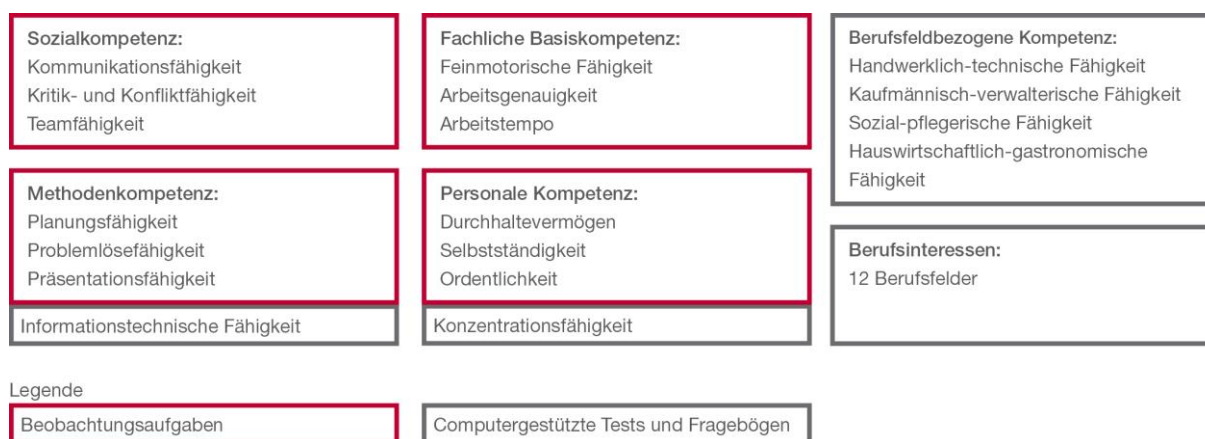 Sozialkompetenz:
Kommunikationsfähigkeit
Kritik- und Konfliktfähigkeit
Teamfähigkeit
Fachliche Basiskompetenz:
Feinmotorische Fähigkeit
Arbeitsgenauigkeit
Arbeitstempo
Berufsfeldbezogene Kompetenz:
Handwerklich-technische Fähigkeit
Kaufmännisch-verwalterische Fähigkeit
Sozial-pflegerische Fähigkeit
Hauswirtschaftlich-gastronomische
Fähigkeit
Methodenkompetenz:
Planungsfähigkeit
Problemlösefähigkeit
Präsentationsfähigkeit
Informationstechnische Fähigkeit
Personale Kompetenz:
Durchhaltevermögen
Selbstständigkeit
Ordentlichkeit
Konzentrationsfähigkeit
Berufsinteressen:
12 Berufsfelder
Legende
Beobachtungsaufgaben
Computergestützte Tests und Fragebögen